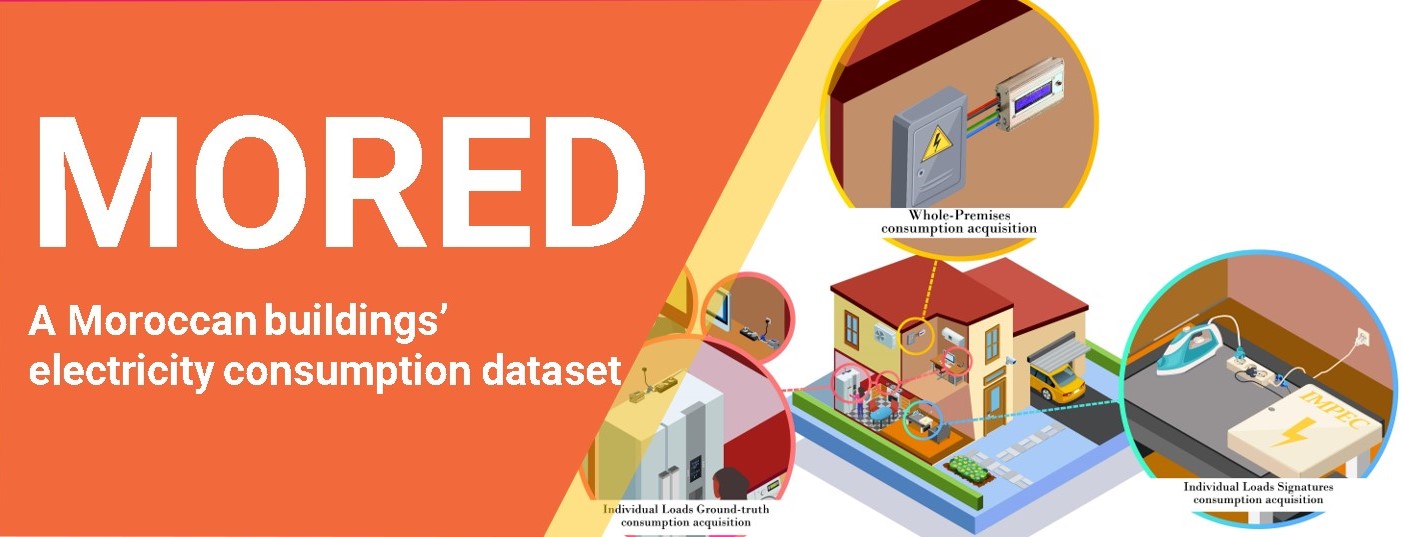 MORED
A Moroccan buildings’
electricity consumption dataset
Whole-Premises
consumption acquisition
IMPEC
Individual Loads Signatures
consumption acquisition
Individual Loads Ground-truth
consumption acquisition